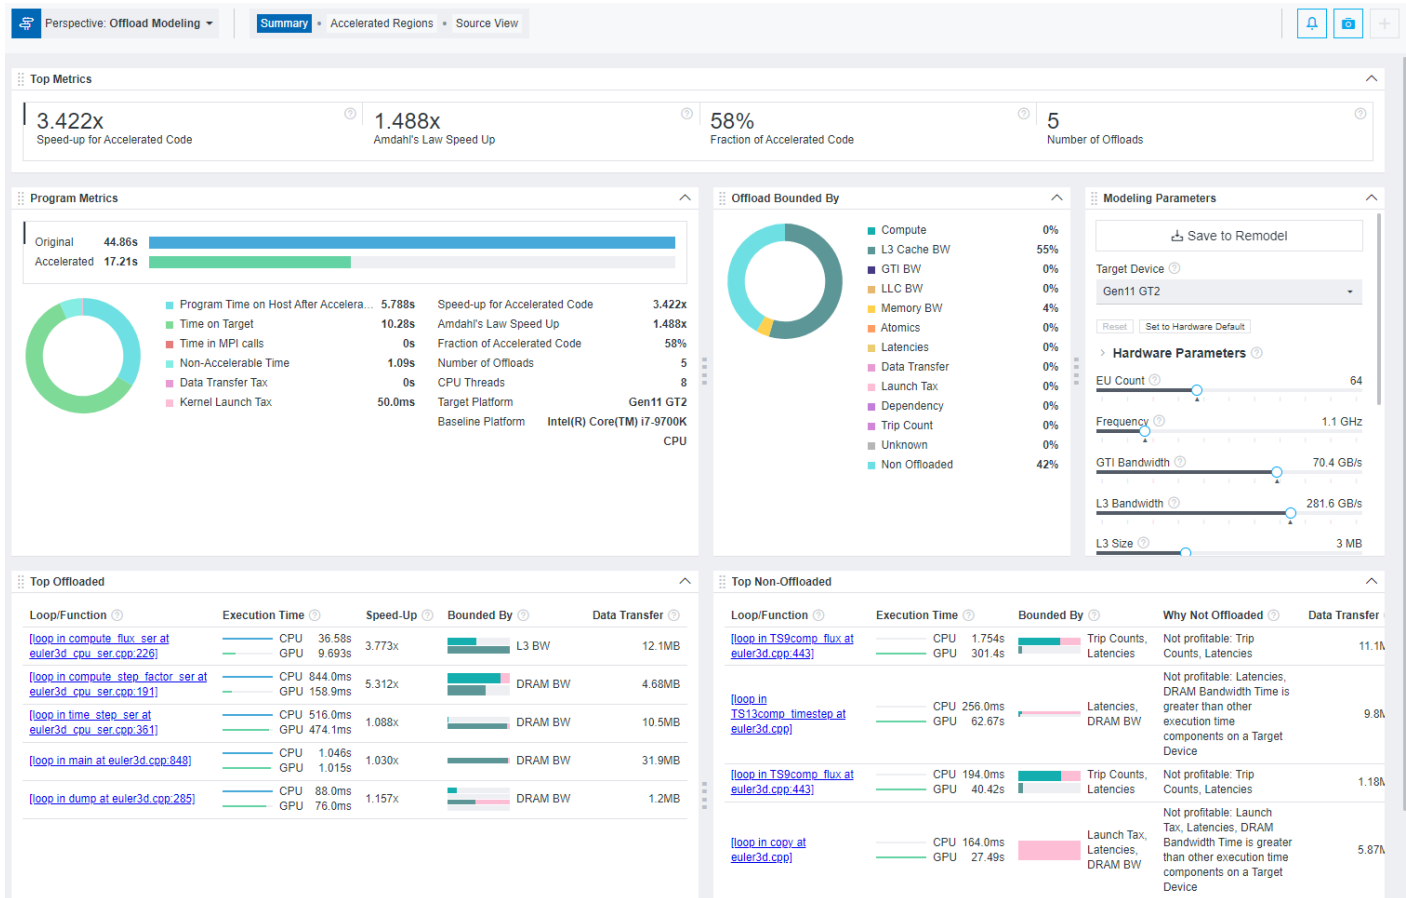 Perspective: Offload Modeling
Summary
Accelerated Regions
Source View
Top Metrics
3.422x
Speed-up for Accelerated Code
1.488x
Amdahl's Law Speed Up
58%
Fraction of Accelerated Code
5
Number of Offloads
Program Metrics
Original 44.86s
Accelerated 17.21s
Program Time on Host After Accelera... 5.788s
Time on Target 10.28s
Time in MPI calls 0s
Non-Accelerable Time 1.09s
Data Transfer Tax 0s
Kernel Launch Tax 50.0ms
Speed-up for Accelerated Code 3.422x
Amdahl's Law Speed Up 1.488x
Fraction of Accelerated Code 58%
Number of Offloads 5
CPU Threads 8
Target Platform Gen11 GT2
Baseline Platform Intel(R) Core(TM) i7-9700K
CPU
Offload Bounded By
Compute 0%
L3 Cache BW 55%
GTI BW 0%
LLC BW 0%
Memory BW 4%
Atomics 0%
Latencies 0%
Data Transfer 0%
Launch Tax 0%
Dependency 0%
Trip Count 0%
Unknown 0%
Non Offloaded 42%
Modeling Parameters
Save to Remodel
Target Device
Gen11 GT2
Reset Set to Hardware Default
Hardware Parameters
EU Count 64
Frequency 1.1 GHz
GTI Bandwidth 70.4 GB/s
L3 Bandwidth 281.6 GB/s
L3 Size 3 MB
Top Offloaded
Loop/Function Execution Time Speed-Up Bounded By Data Transfer
[loop in compute_flux_ser at
euler3d_cpu_ser.cpp:226]
CPU 36.58s
GPU 9.693s
3.773x
L3 BW
12.1MB
[loop in compute_step_factor_ser at
euler3d_cpu_ser.cpp:191]
CPU 844.0ms
GPU 158.9ms
5.312x
DRAM BW
4.68MB
[loop in time_step_ser at
euler3d_cpu_ser.cpp:361]
CPU 516.0ms
GPU 474.1ms
1.088x
DRAM BW
10.5MB
[loop in main at euler3d.cpp:848]
CPU 1.046s
GPU 1.015s
1.030x
DRAM BW
31.9MB
[loop in dump at euler3d.cpp:285]
CPU 88.0ms
GPU 76.0ms
1.157x
DRAM BW
1.2MB
Top Non-Offloaded
Loop/Function Execution Time Bounded By Why Not Offloaded Data Transfer
[loop in TS9comp_flux at
euler3d.cpp:443]
CPU 1.754s
GPU 301.4s
Trip Counts,
Latencies
Not profitable: Trip
Counts, Latencies
11.1M
[loop in
TS13comp_timestep at
euler3d.cpp]
CPU 256.0ms
GPU 62.67s
Latencies,
DRAM BW
Not profitable: Latencies,
DRAM Bandwidth Time is
greater than other
execution time
components on a Target
Device
9.8M
[loop in TS9comp_flux at
euler3d.cpp:443]
CPU 194.0ms
GPU 40.42s
Trip Counts,
Latencies
Not profitable: Trip
Counts, Latencies
1.18M
[loop in copy at
euler3d.cpp]
CPU 164.0ms
GPU 27.49s
Launch Tax,
Latencies,
DRAM BW
Not profitable: Launch
Tax, Latencies, DRAM
Bandwidth Time is greater
than other execution time
components on a Target
Device
5.87M